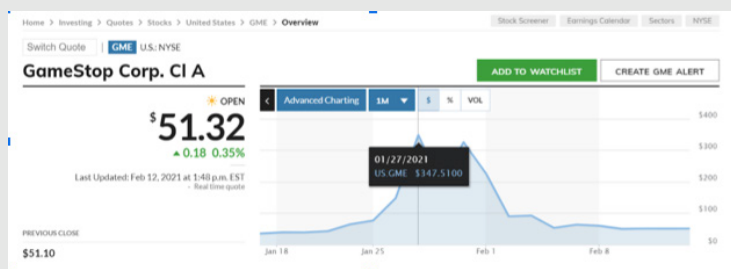 Home > Investing > Quotes > Stocks > United States > GME > Overview
Stock Screener Earnings Calendar Sectors NYSE
Switch Quote | GME U.S.: NYSE
GameStop Corp. Cl A
ADD TO WATCHLIST CREATE GME ALERT
OPEN
$51.32
0.18 0.35%
Last Updated: Feb 12, 2021 at 1:48 p.m. EST
- Real time quote
PREVIOUS CLOSE
$51.10
< Advanced Charting 1M ▼ $ % VOL
$400
$300
$200
$100
$0
01/27/2021
US:GME $347.5100
Jan 18 Jan 25 Feb 1 Feb 8